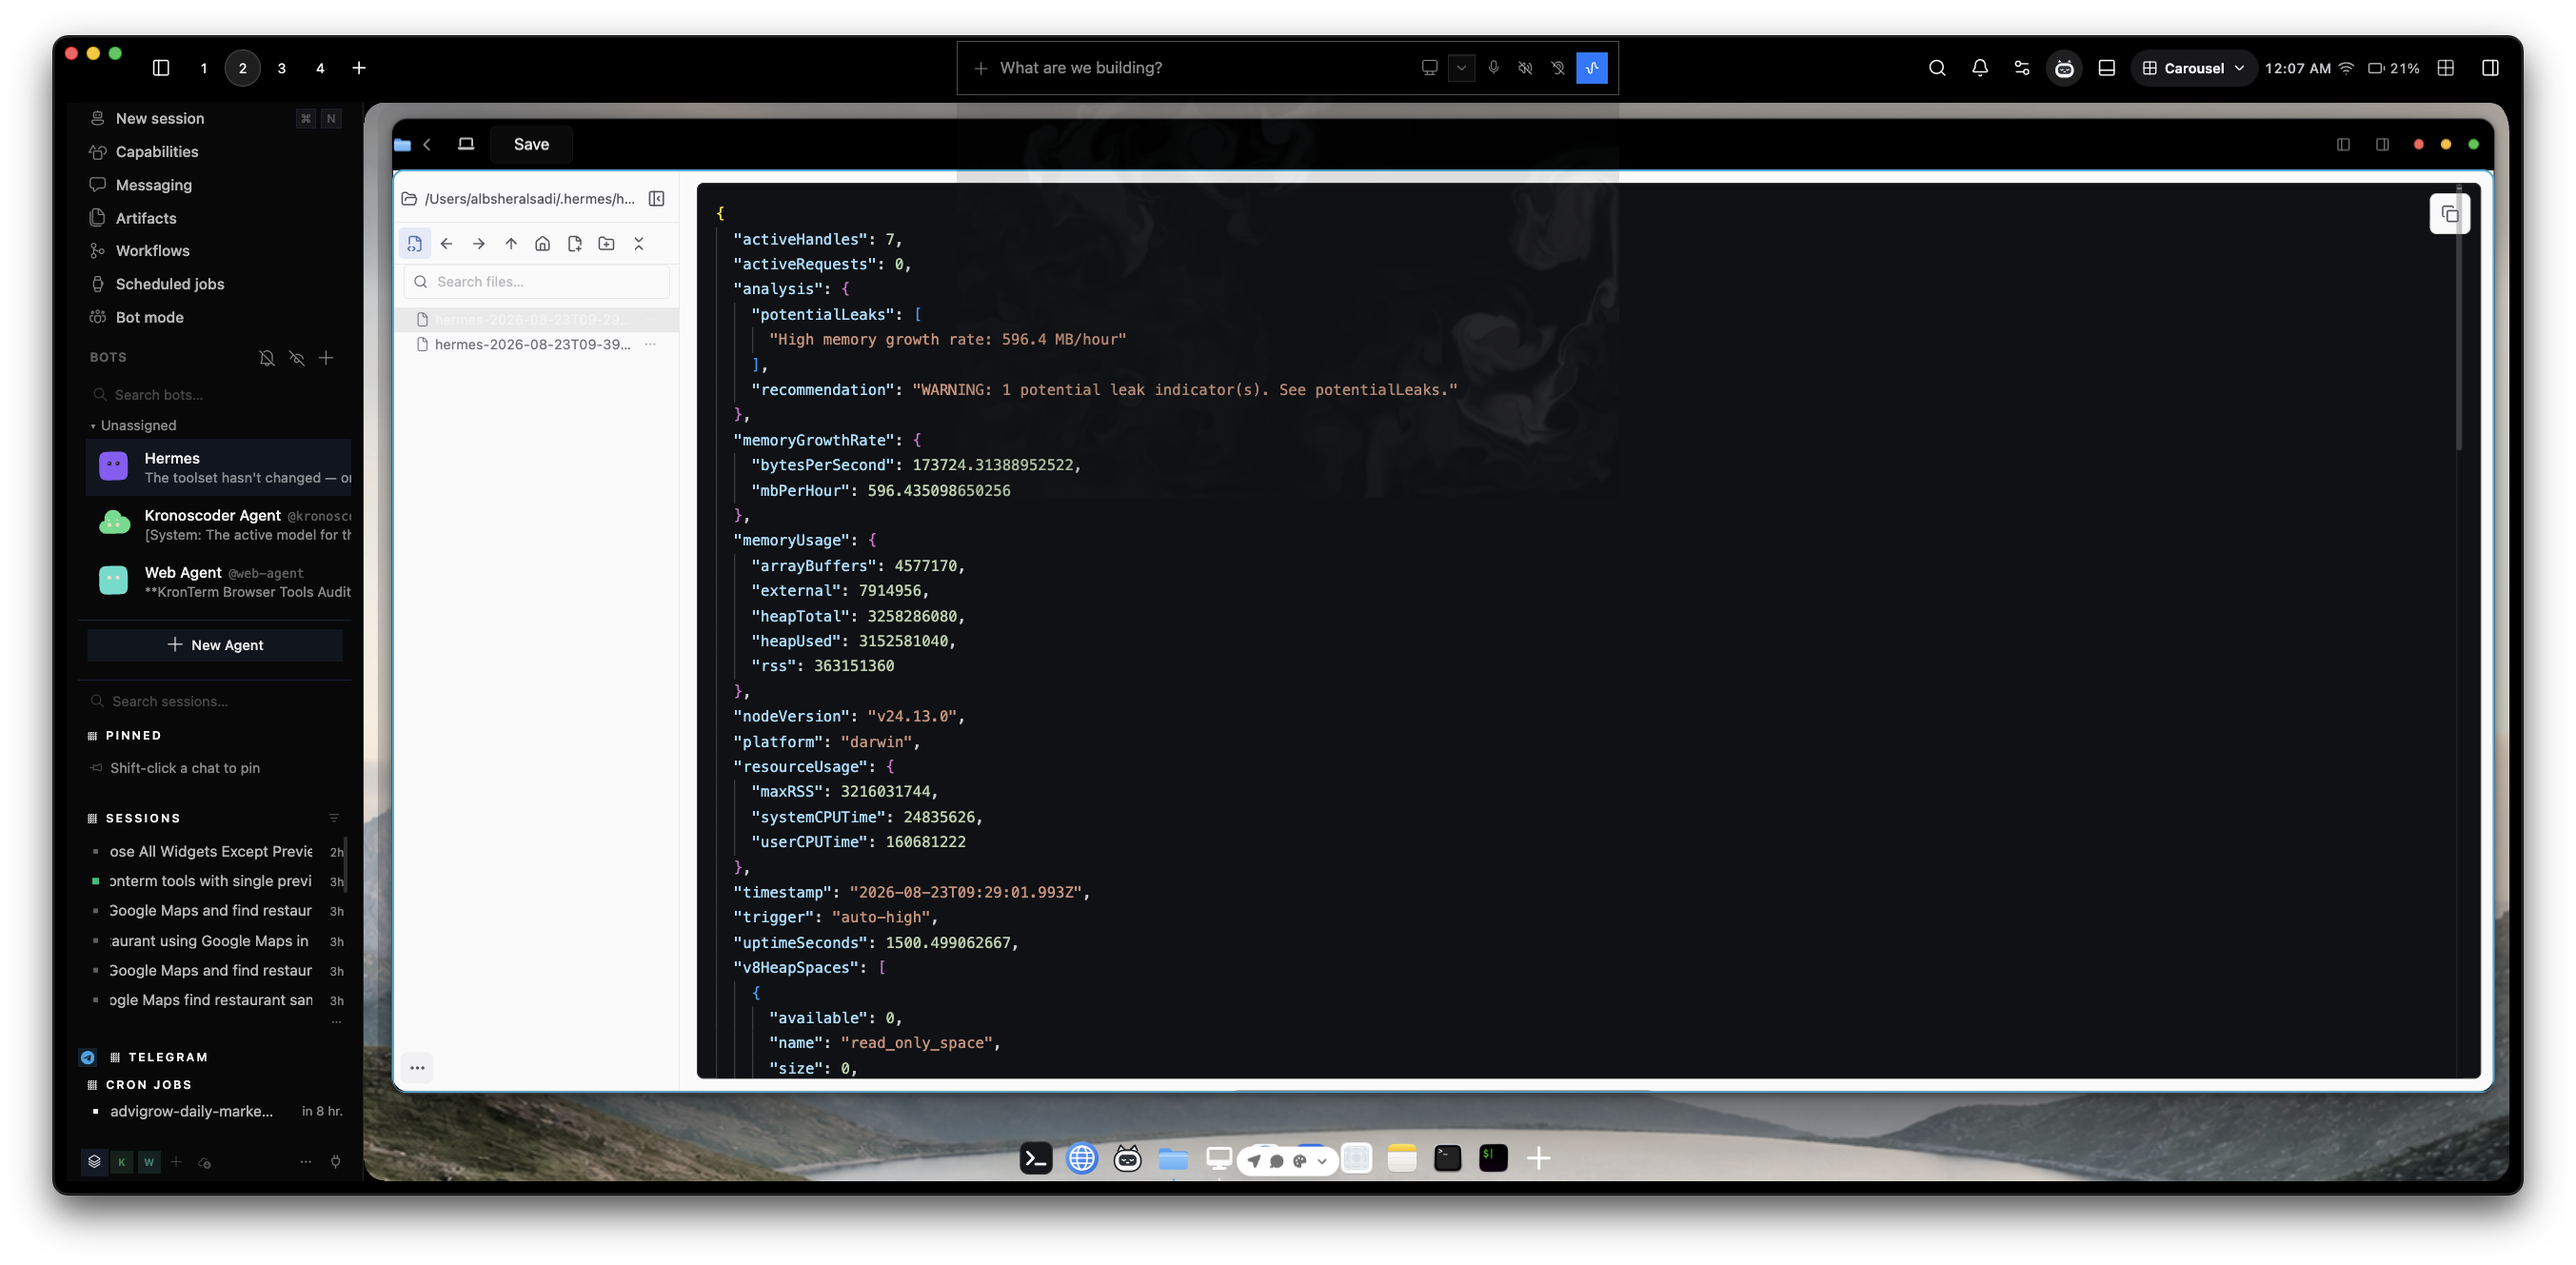 1 2 3 4
What are we building?
Carousel
12:07 AM
21%
New session ⌘ N
Capabilities
Messaging
Artifacts
Workflows
Scheduled jobs
Bot mode
BOTS
Search bots...
Unassigned
Hermes
The toolset hasn't changed — or
Kronoscoder Agent @kronosc
[System: The active model for th
Web Agent @web-agent
**KronTerm Browser Tools Audit
New Agent
Search sessions...
PINNED
Shift-click a chat to pin
SESSIONS
ose All Widgets Except Previe 2h
onterm tools with single previ 3h
Google Maps and find restaur 3h
taurant using Google Maps in 3h
Google Maps and find restaur 3h
ogle Maps find restaurant san 3h
...
TELEGRAM
CRON JOBS
advigrow-daily-marke... in 8 hr.
K W
Save
/Users/albsheralsadi/.hermes/h...
Search files...
hermes-2026-08-23T09-29...
hermes-2026-08-23T09-39...
{
"activeHandles": 7,
"activeRequests": 0,
"analysis": {
"potentialLeaks": [
"High memory growth rate: 596.4 MB/hour"
],
"recommendation": "WARNING: 1 potential leak indicator(s). See potentialLeaks."
},
"memoryGrowthRate": {
"bytesPerSecond": 173724.31388952522,
"mbPerHour": 596.435098650256
},
"memoryUsage": {
"arrayBuffers": 4577170,
"external": 7914956,
"heapTotal": 3258286080,
"heapUsed": 3152581040,
"rss": 363151360
},
"nodeVersion": "v24.13.0",
"platform": "darwin",
"resourceUsage": {
"maxRSS": 3216031744,
"systemCPUTime": 24835626,
"userCPUTime": 160681222
},
"timestamp": "2026-08-23T09:29:01.993Z",
"trigger": "auto-high",
"uptimeSeconds": 1500.499062667,
"v8HeapSpaces": [
{
"available": 0,
"name": "read_only_space",
"size": 0,